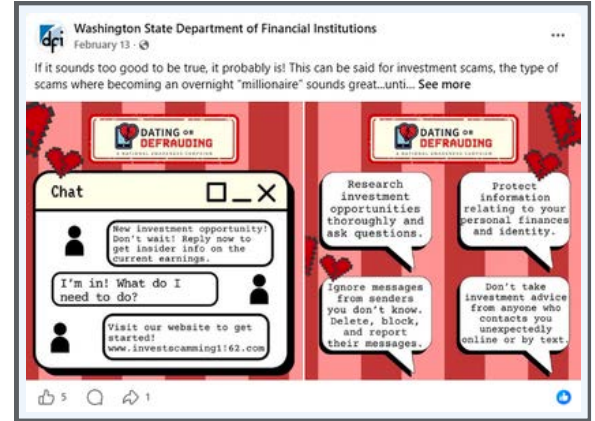 dfi
Washington State Department of Financial Institutions
February 13 ·
If it sounds too good to be true, it probably is! This can be said for investment scams, the type of
scams where becoming an overnight "millionaire" sounds great...unti... See more
DATING OR
DEFRAUDING
A NATIONAL AWARENESS CAMPAIGN
Chat
New investment opportunity!
Don't wait! Reply now to
get insider info on the
current earnings.
I'm in! What do I
need to do?
Visit our website to get
started!
www.investscamming1!62.com
DATING OR
DEFRAUDING
A NATIONAL AWARENESS CAMPAIGN
Research
investment
opportunities
thoroughly and
ask questions.
Protect
information
relating to your
personal finances
and identity.
Ignore messages
from senders
you don't know.
Delete, block,
and report
their messages.
Don't take
investment advice
from anyone who
contacts you
unexpectedly
online or by text.
5
1